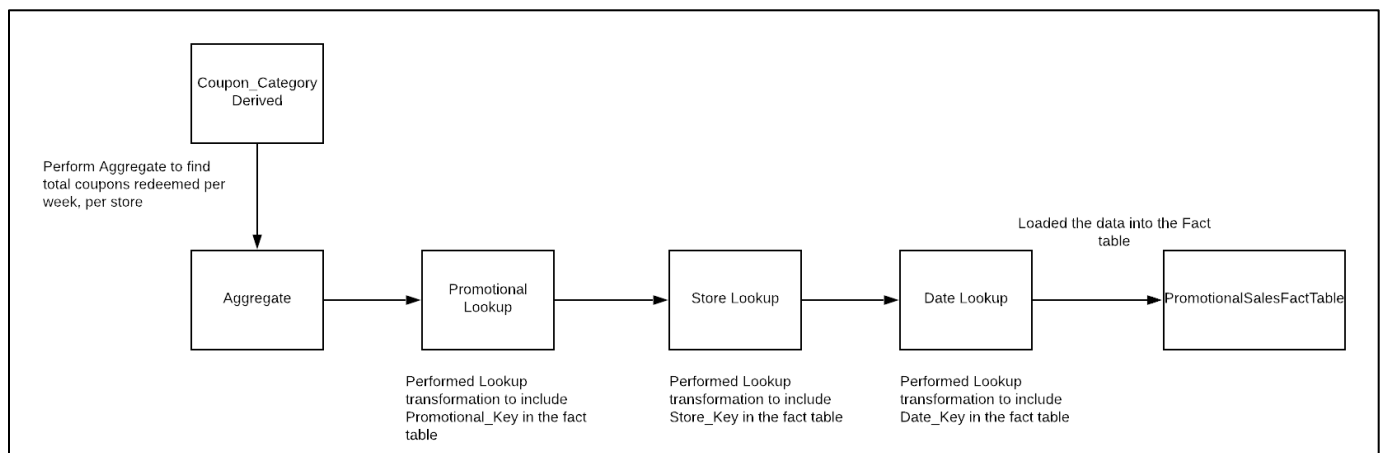 Coupon_Category
Derived
Perform Aggregate to find
total coupons redeemed per
week, per store
Loaded the data into the Fact
table
Aggregate
Promotional
Lookup
Store Lookup
Date Lookup
PromotionalSalesFactTable
Performed Lookup
transformation to include
Promotional_Key in the fact
table
Performed Lookup
transformation to include
Store_Key in the fact table
Performed Lookup
transformation to include
Date_Key in the fact table